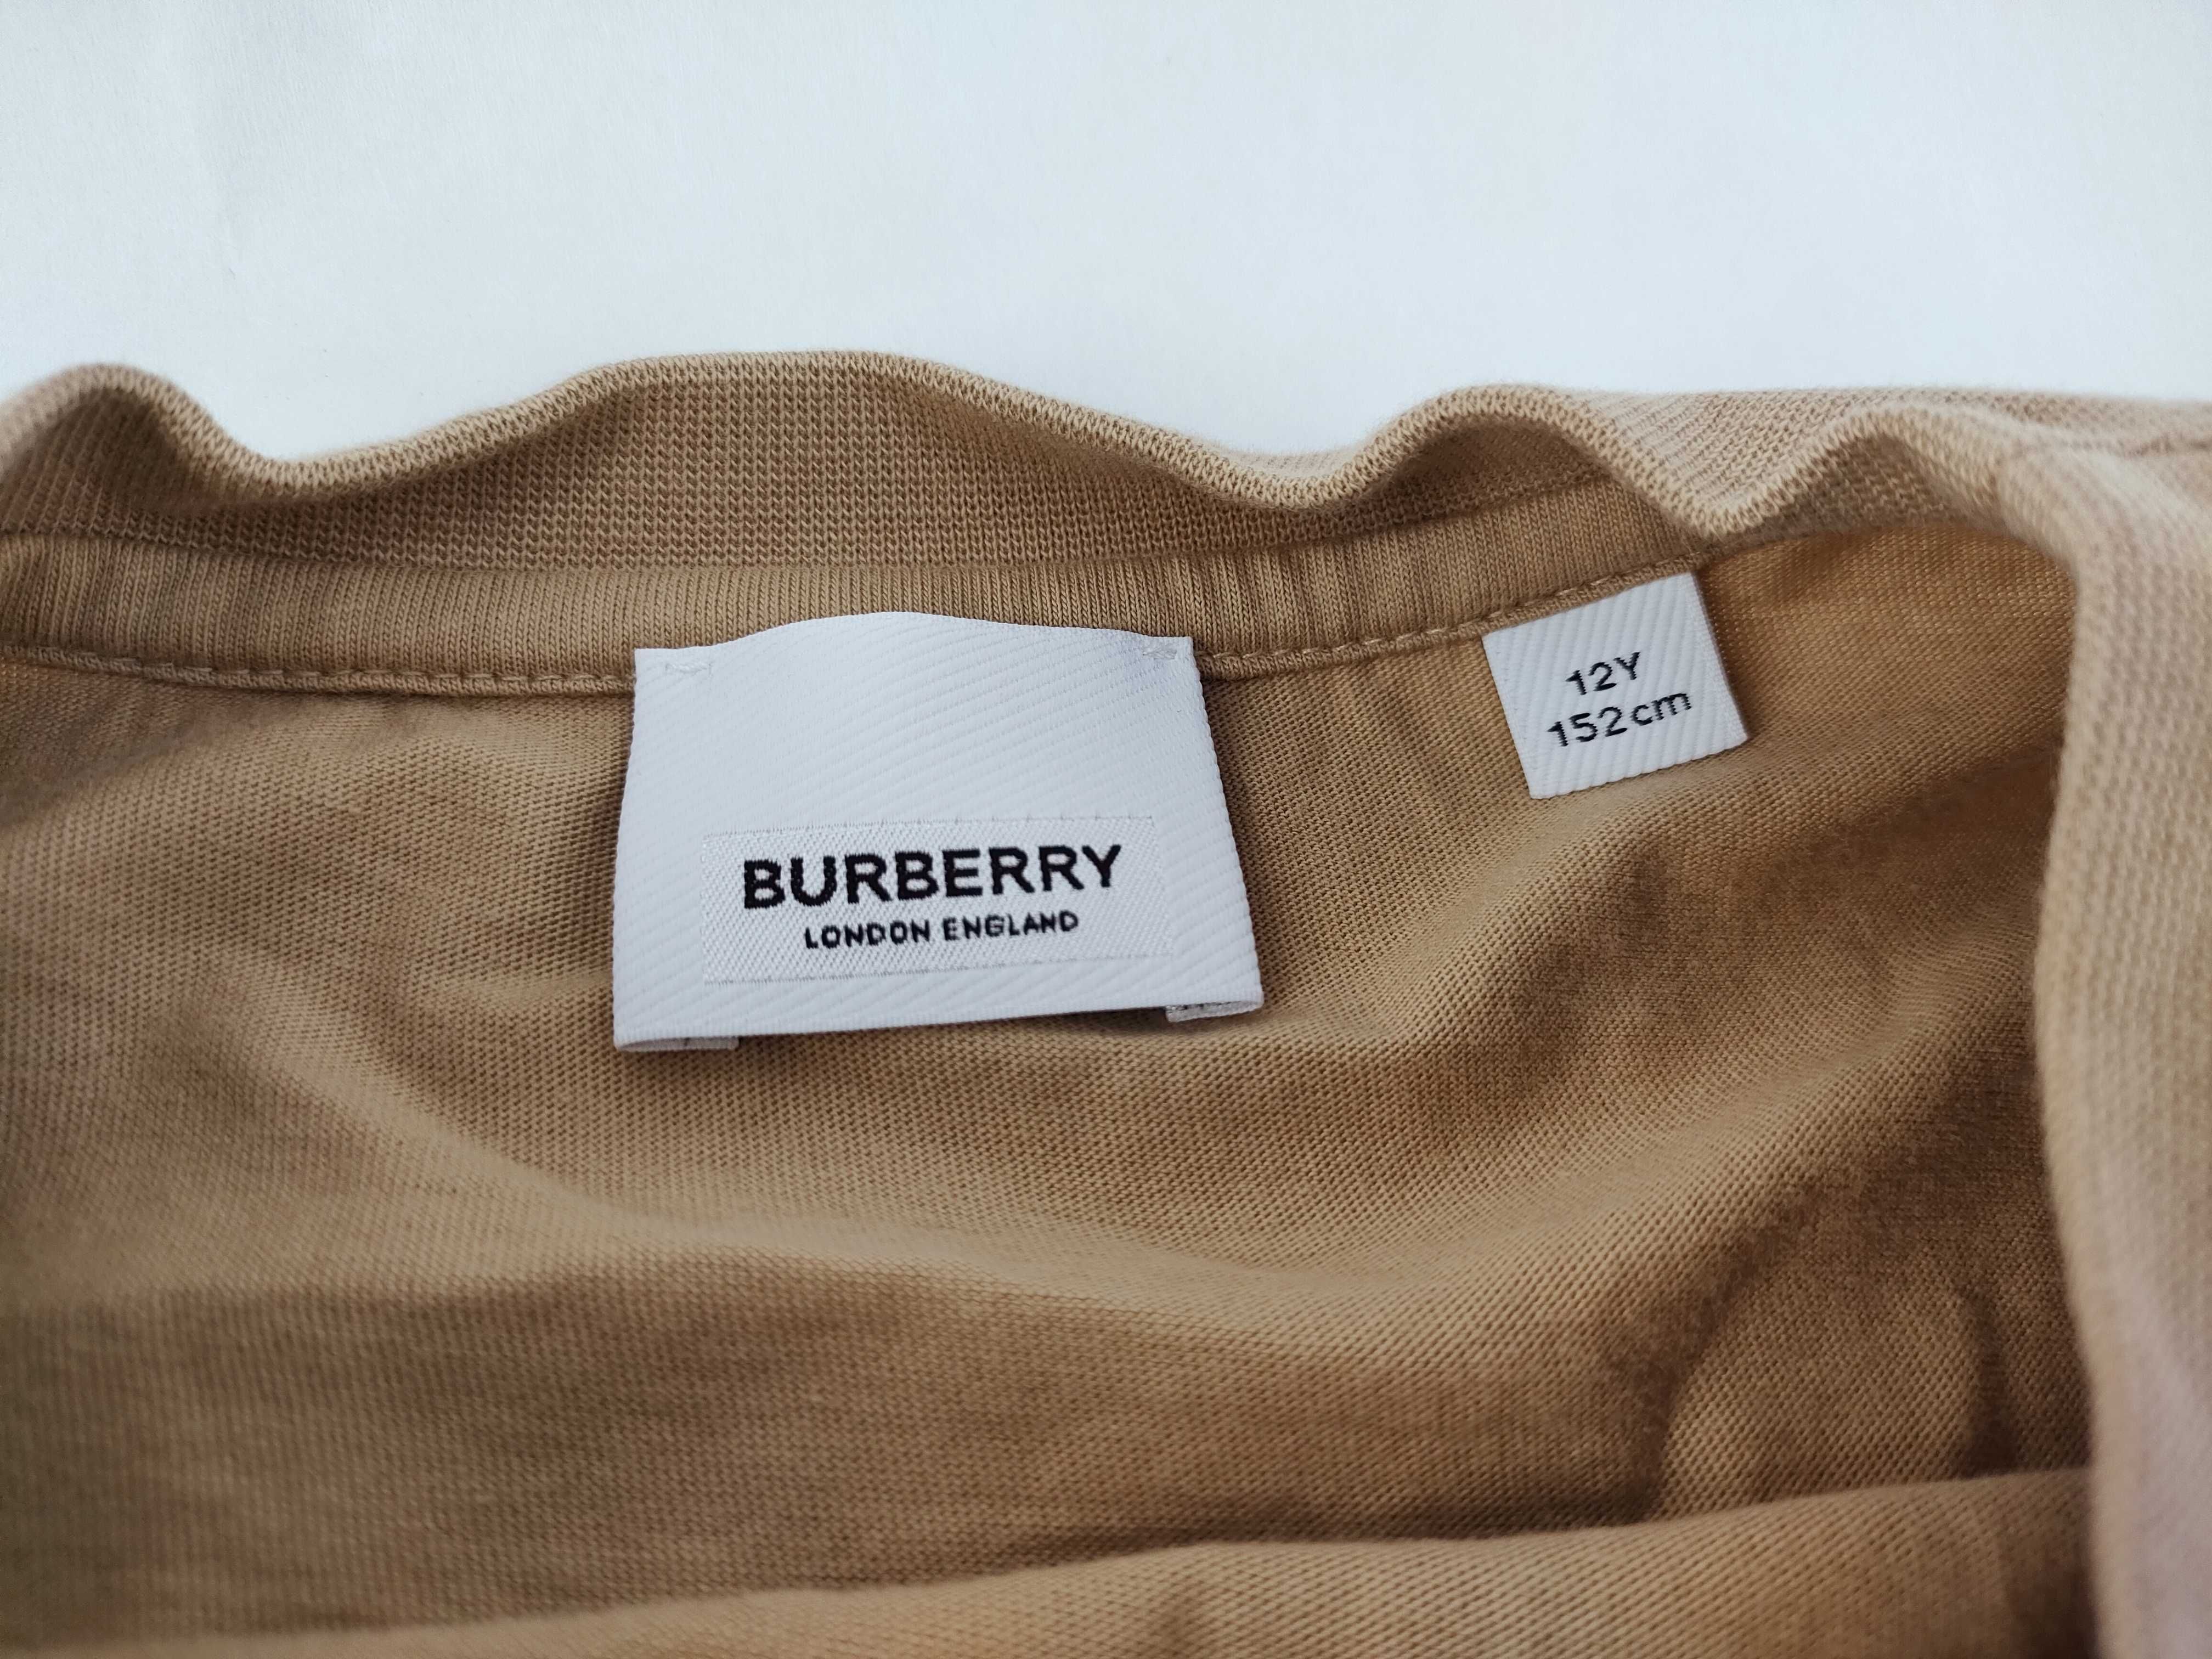 BURBERRY
LONDON ENGLAND
12Y
152cm